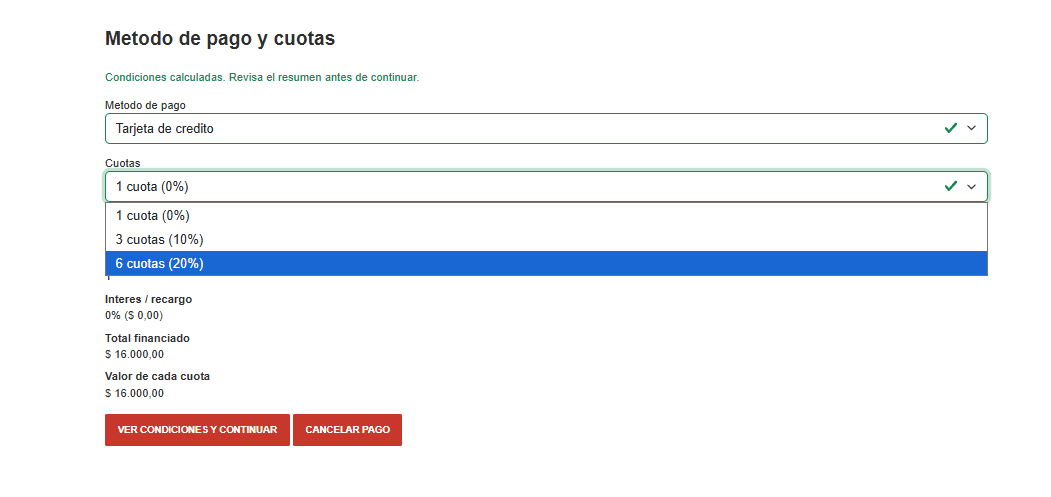 Metodo de pago y cuotas
Condiciones calculadas. Revisa el resumen antes de continuar.
Metodo de pago
Tarjeta de credito
Cuotas
1 cuota (0%)
1 cuota (0%)
3 cuotas (10%)
6 cuotas (20%)
Interes / recargo
0% ($ 0,00)
Total financiado
$ 16.000,00
Valor de cada cuota
$ 16.000,00
VER CONDICIONES Y CONTINUAR CANCELAR PAGO